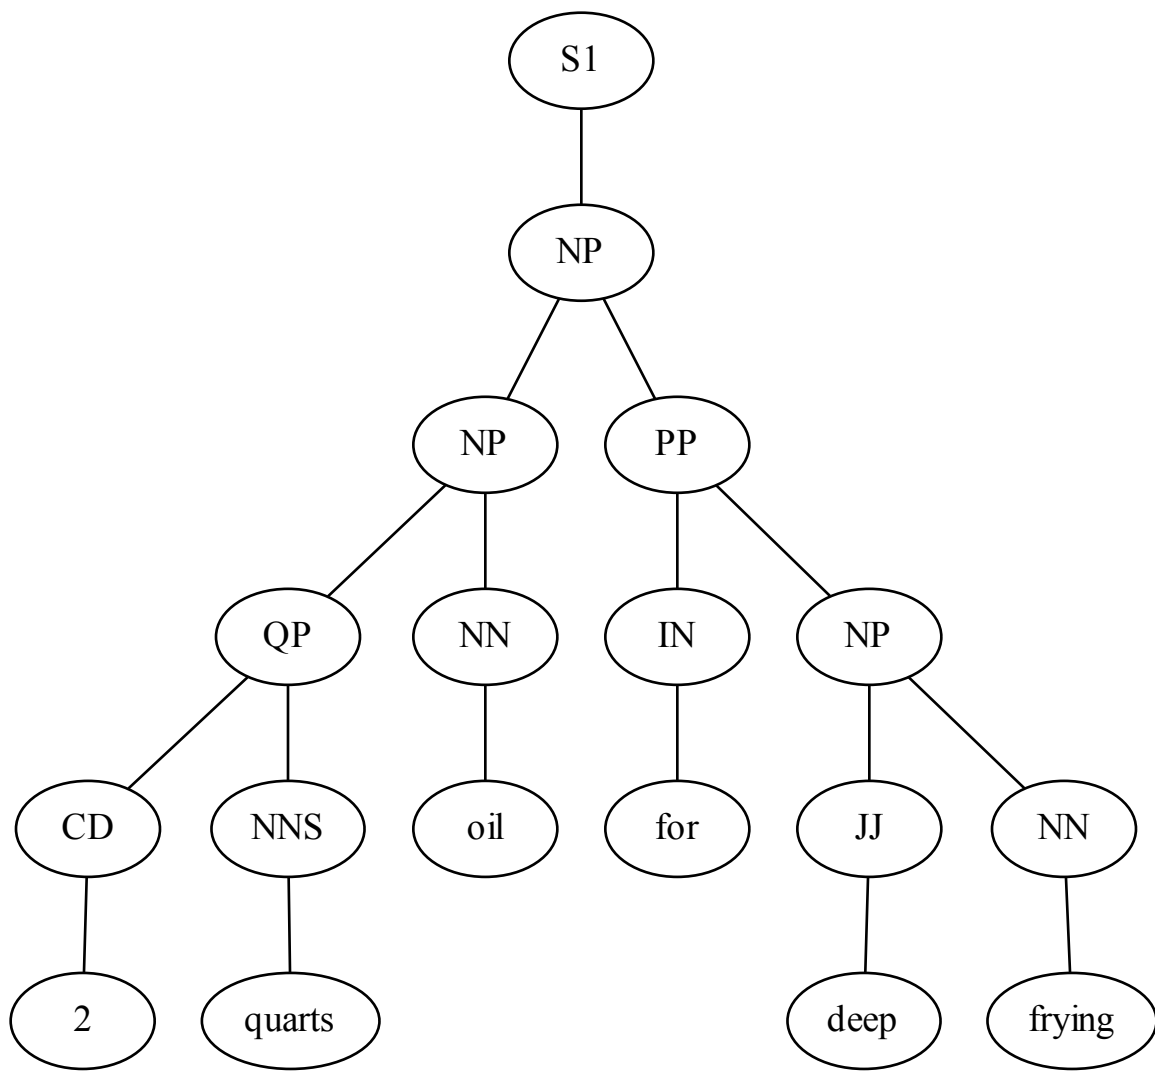 S1
NP
NP PP
QP NN IN NP
CD NNS oil for JJ NN
2 quarts deep frying